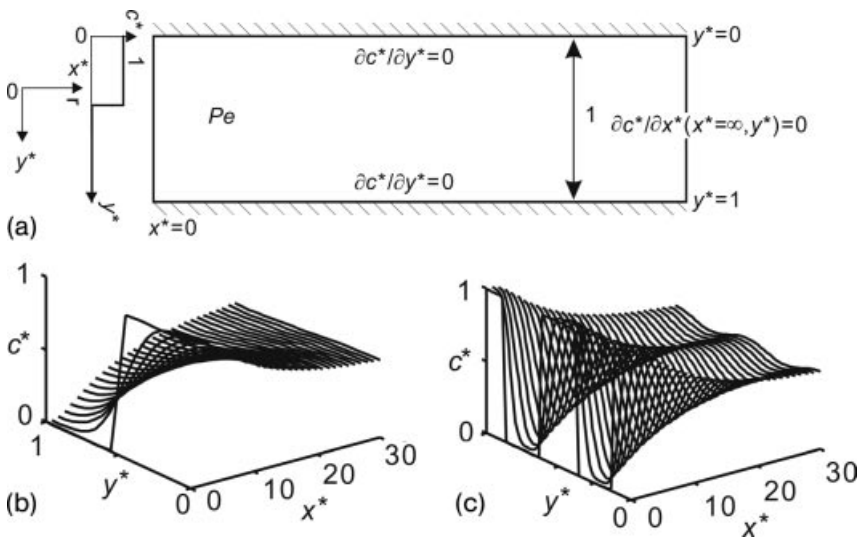 0 c*
1
x*
0 r
y*
y*
∂c*/∂y*=0
y*=0
Pe
1
∂c*/∂x*(x*=∞,y*)=0
∂c*/∂y*=0
y*=1
x*=0
(a)
1
c*
0
1
y*
0
0
10
20
30
x*
(b)
1
c*
0
1
y*
0
0
10
20
30
x*
(c)